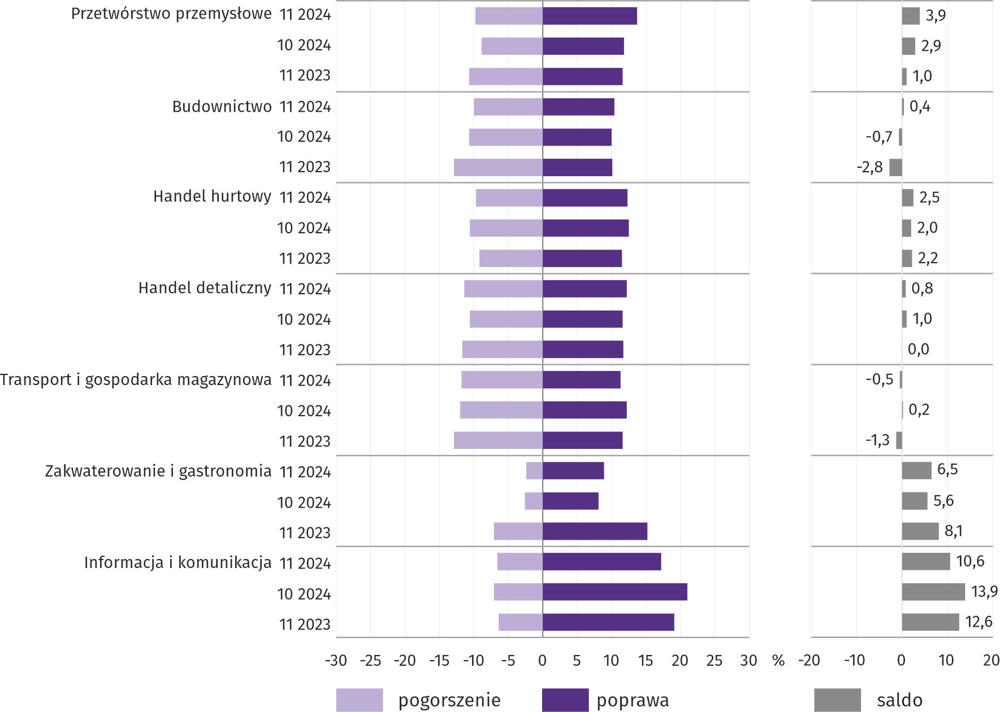 Przetwórstwo przemysłowe 11 2024 3,9
10 2024 2,9
11 2023 1,0
Budownictwo 11 2024 0,4
10 2024 -0,7
11 2023 -2,8
Handel hurtowy 11 2024 2,5
10 2024 2,0
11 2023 2,2
Handel detaliczny 11 2024 0,8
10 2024 1,0
11 2023 0,0
Transport i gospodarka magazynowa 11 2024 -0,5
10 2024 0,2
11 2023 -1,3
Zakwaterowanie i gastronomia 11 2024 6,5
10 2024 5,6
11 2023 8,1
Informacja i komunikacja 11 2024 10,6
10 2024 13,9
11 2023 12,6
-30 -25 -20 -15 -10 -5 0 5 10 15 20 25 30 % -20 -10 0 10 20
pogorszenie poprawa saldo